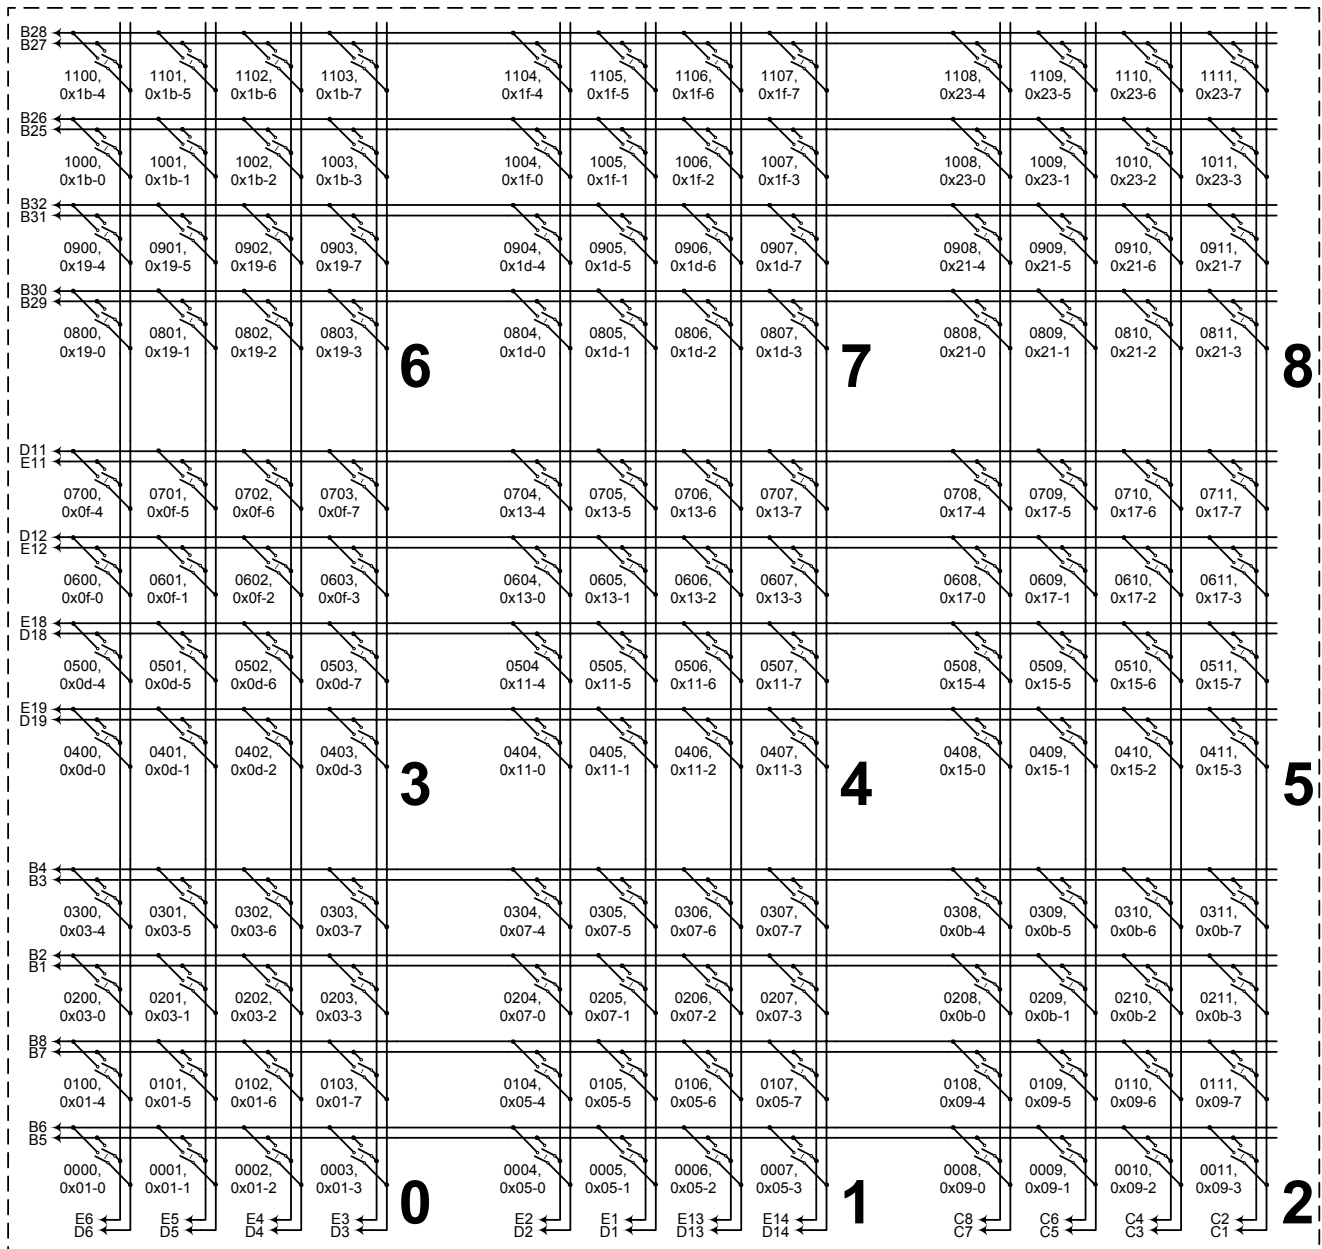 B28
B27
1100, 1101, 1102, 1103, 1104, 1105, 1106, 1107, 1108, 1109, 1110, 1111,
0x1b-4 0x1b-5 0x1b-6 0x1b-7 0x1f-4 0x1f-5 0x1f-6 0x1f-7 0x23-4 0x23-5 0x23-6 0x23-7
B26
B25
1000, 1001, 1002, 1003, 1004, 1005, 1006, 1007, 1008, 1009, 1010, 1011,
0x1b-0 0x1b-1 0x1b-2 0x1b-3 0x1f-0 0x1f-1 0x1f-2 0x1f-3 0x23-0 0x23-1 0x23-2 0x23-3
B32
B31
0900, 0901, 0902, 0903, 0904, 0905, 0906, 0907, 0908, 0909, 0910, 0911,
0x19-4 0x19-5 0x19-6 0x19-7 0x1d-4 0x1d-5 0x1d-6 0x1d-7 0x21-4 0x21-5 0x21-6 0x21-7
B30
B29
0800, 0801, 0802, 0803, 0804, 0805, 0806, 0807, 0808, 0809, 0810, 0811,
0x19-0 0x19-1 0x19-2 0x19-3 0x1d-0 0x1d-1 0x1d-2 0x1d-3 0x21-0 0x21-1 0x21-2 0x21-3
6 7 8
D11
E11
0700, 0701, 0702, 0703, 0704, 0705, 0706, 0707, 0708, 0709, 0710, 0711,
0x0f-4 0x0f-5 0x0f-6 0x0f-7 0x13-4 0x13-5 0x13-6 0x13-7 0x17-4 0x17-5 0x17-6 0x17-7
D12
E12
0600, 0601, 0602, 0603, 0604, 0605, 0606, 0607, 0608, 0609, 0610, 0611,
0x0f-0 0x0f-1 0x0f-2 0x0f-3 0x13-0 0x13-1 0x13-2 0x13-3 0x17-0 0x17-1 0x17-2 0x17-3
E18
D18
0500, 0501, 0502, 0503, 0504 0505, 0506, 0507, 0508, 0509, 0510, 0511,
0x0d-4 0x0d-5 0x0d-6 0x0d-7 0x11-4 0x11-5 0x11-6 0x11-7 0x15-4 0x15-5 0x15-6 0x15-7
E19
D19
0400, 0401, 0402, 0403, 0404, 0405, 0406, 0407, 0408, 0409, 0410, 0411,
0x0d-0 0x0d-1 0x0d-2 0x0d-3 0x11-0 0x11-1 0x11-2 0x11-3 0x15-0 0x15-1 0x15-2 0x15-3
3 4 5
B4
B3
0300, 0301, 0302, 0303, 0304, 0305, 0306, 0307, 0308, 0309, 0310, 0311,
0x03-4 0x03-5 0x03-6 0x03-7 0x07-4 0x07-5 0x07-6 0x07-7 0x0b-4 0x0b-5 0x0b-6 0x0b-7
B2
B1
0200, 0201, 0202, 0203, 0204, 0205, 0206, 0207, 0208, 0209, 0210, 0211,
0x03-0 0x03-1 0x03-2 0x03-3 0x07-0 0x07-1 0x07-2 0x07-3 0x0b-0 0x0b-1 0x0b-2 0x0b-3
B8
B7
0100, 0101, 0102, 0103, 0104, 0105, 0106, 0107, 0108, 0109, 0110, 0111,
0x01-4 0x01-5 0x01-6 0x01-7 0x05-4 0x05-5 0x05-6 0x05-7 0x09-4 0x09-5 0x09-6 0x09-7
B6
B5
0000, 0001, 0002, 0003, 0004, 0005, 0006, 0007, 0008, 0009, 0010, 0011,
0x01-0 0x01-1 0x01-2 0x01-3 0x05-0 0x05-1 0x05-2 0x05-3 0x09-0 0x09-1 0x09-2 0x09-3
0 1 2
E6 E5 E4 E3 E2 E1 E13 E14 C8 C6 C4 C2
D6 D5 D4 D3 D2 D1 D13 D14 C7 C5 C3 C1